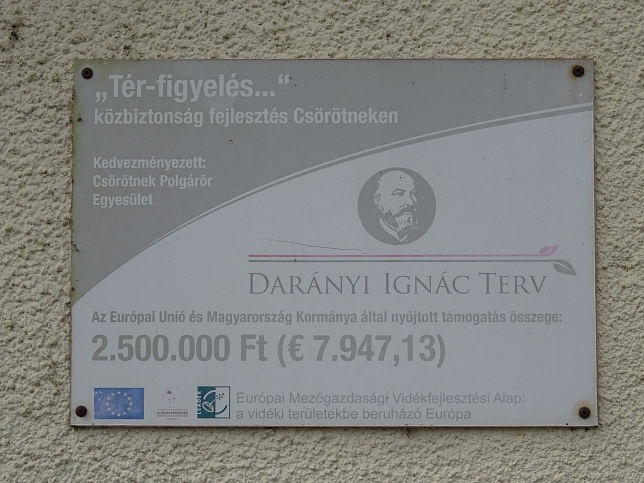 „Tér-figyelés..."
közbiztonság fejlesztés Csörötneken
Kedvezményezett:
Csörötnek Polgárőr
Egyesület
DARÁNYI IGNÁC TERV
Az Európai Unió és Magyarország Kormánya által nyújtott támogatás összege:
2.500.000 Ft (€ 7.947,13)
LEADER
Európai Mezőgazdasági Vidékfejlesztési Alap:
a vidéki területekbe beruházó Európa